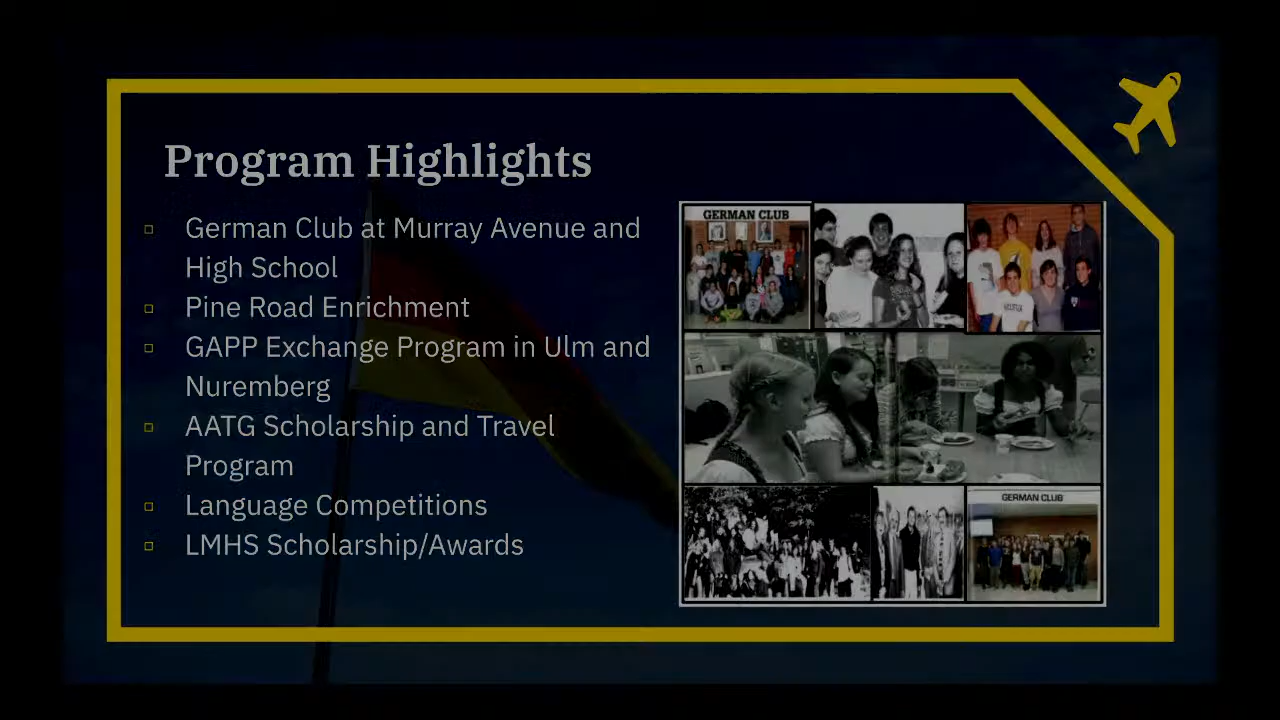 Program Highlights
German Club at Murray Avenue and
High School
Pine Road Enrichment
GAPP Exchange Program in Ulm and
Nuremberg
AATG Scholarship and Travel
Program
Language Competitions
LMHS Scholarship/Awards
GERMAN CLUB
GERMAN CLUB